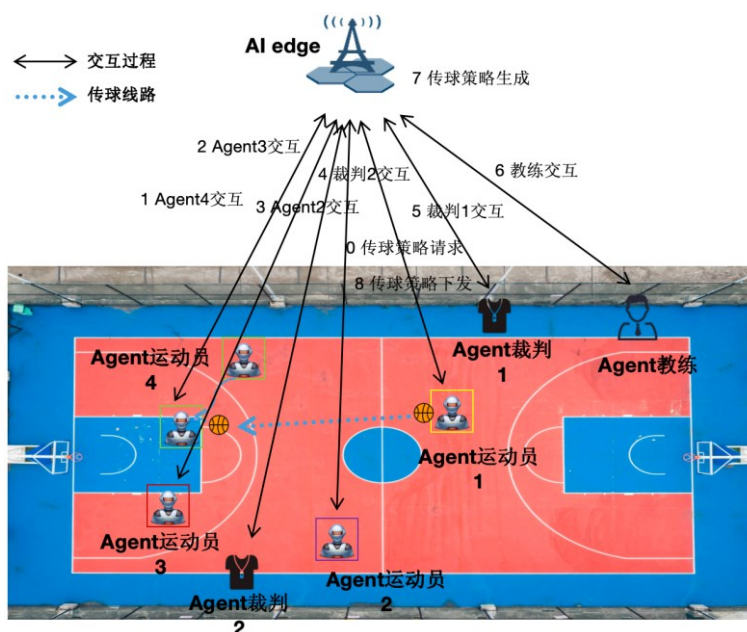 AI edge
交互过程
传球线路
7 传球策略生成
2 Agent3交互
1 Agent4交互
3 Agent2交互
4 裁判2交互
5 裁判1交互
6 教练交互
0 传球策略请求
8 传球策略下发
Agent运动员
4
Agent裁判
1
Agent教练
Agent运动员
1
Agent运动员
3
Agent裁判
2
Agent运动员
2